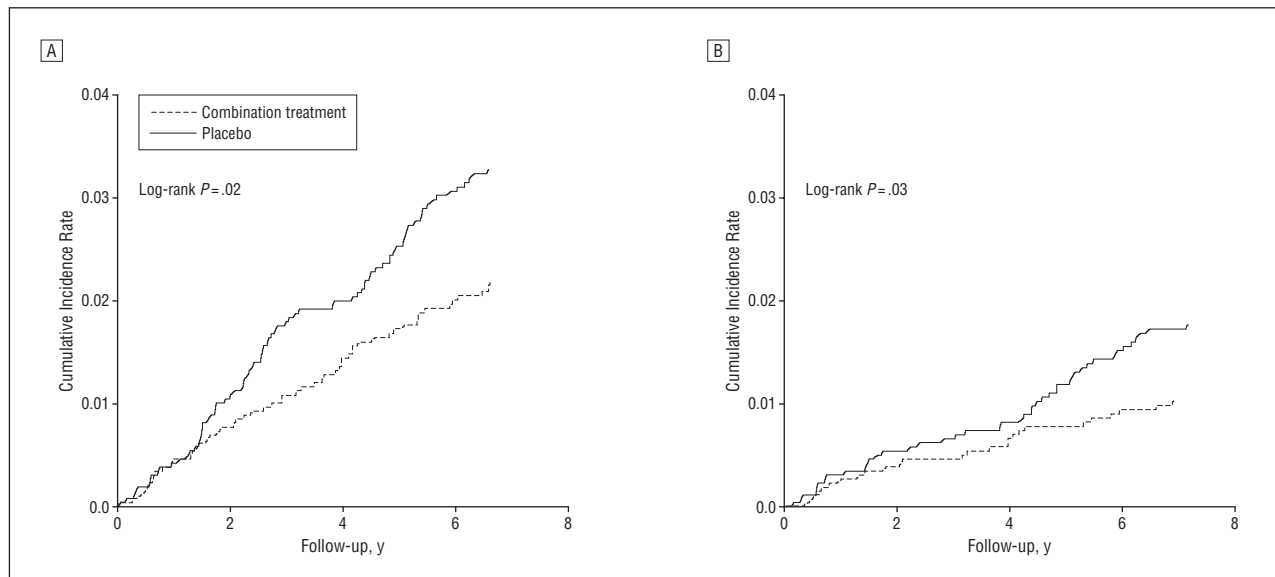 A
0.04
0.03
0.02
0.01
0.0
Cumulative Incidence Rate
Combination treatment
Placebo
Log-rank P = .02
0 2 4 6 8
Follow-up, y
B
0.04
0.03
0.02
0.01
0.0
Cumulative Incidence Rate
Log-rank P = .03
0 2 4 6 8
Follow-up, y